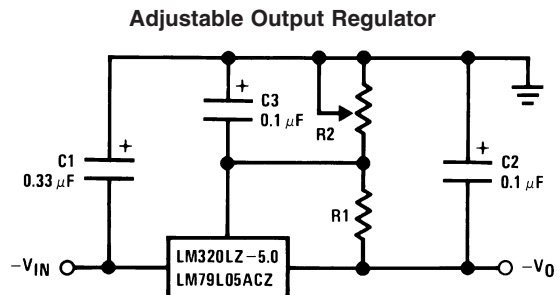 Adjustable Output Regulator
C3
0.1 μF
R2
C1
0.33 μF
C2
0.1 μF
R1
LM320LZ–5.0
LM79L05ACZ
–VIN
–VO
+
+
+